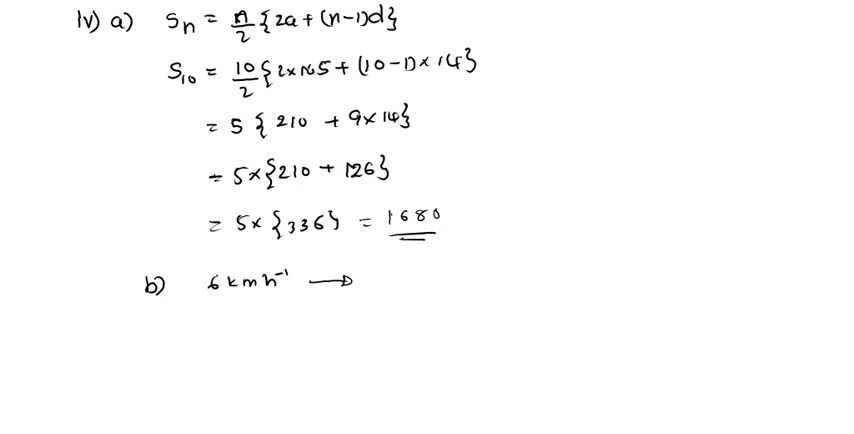 iv) a) Sn = n/2 {2a + (n-1)d}
S10 = 10/2 {2×105 + (10-1)×14}
= 5 {210 + 9×14}
= 5×{210 + 126}
= 5×{336} = 1680
b) 6 km h⁻¹ →